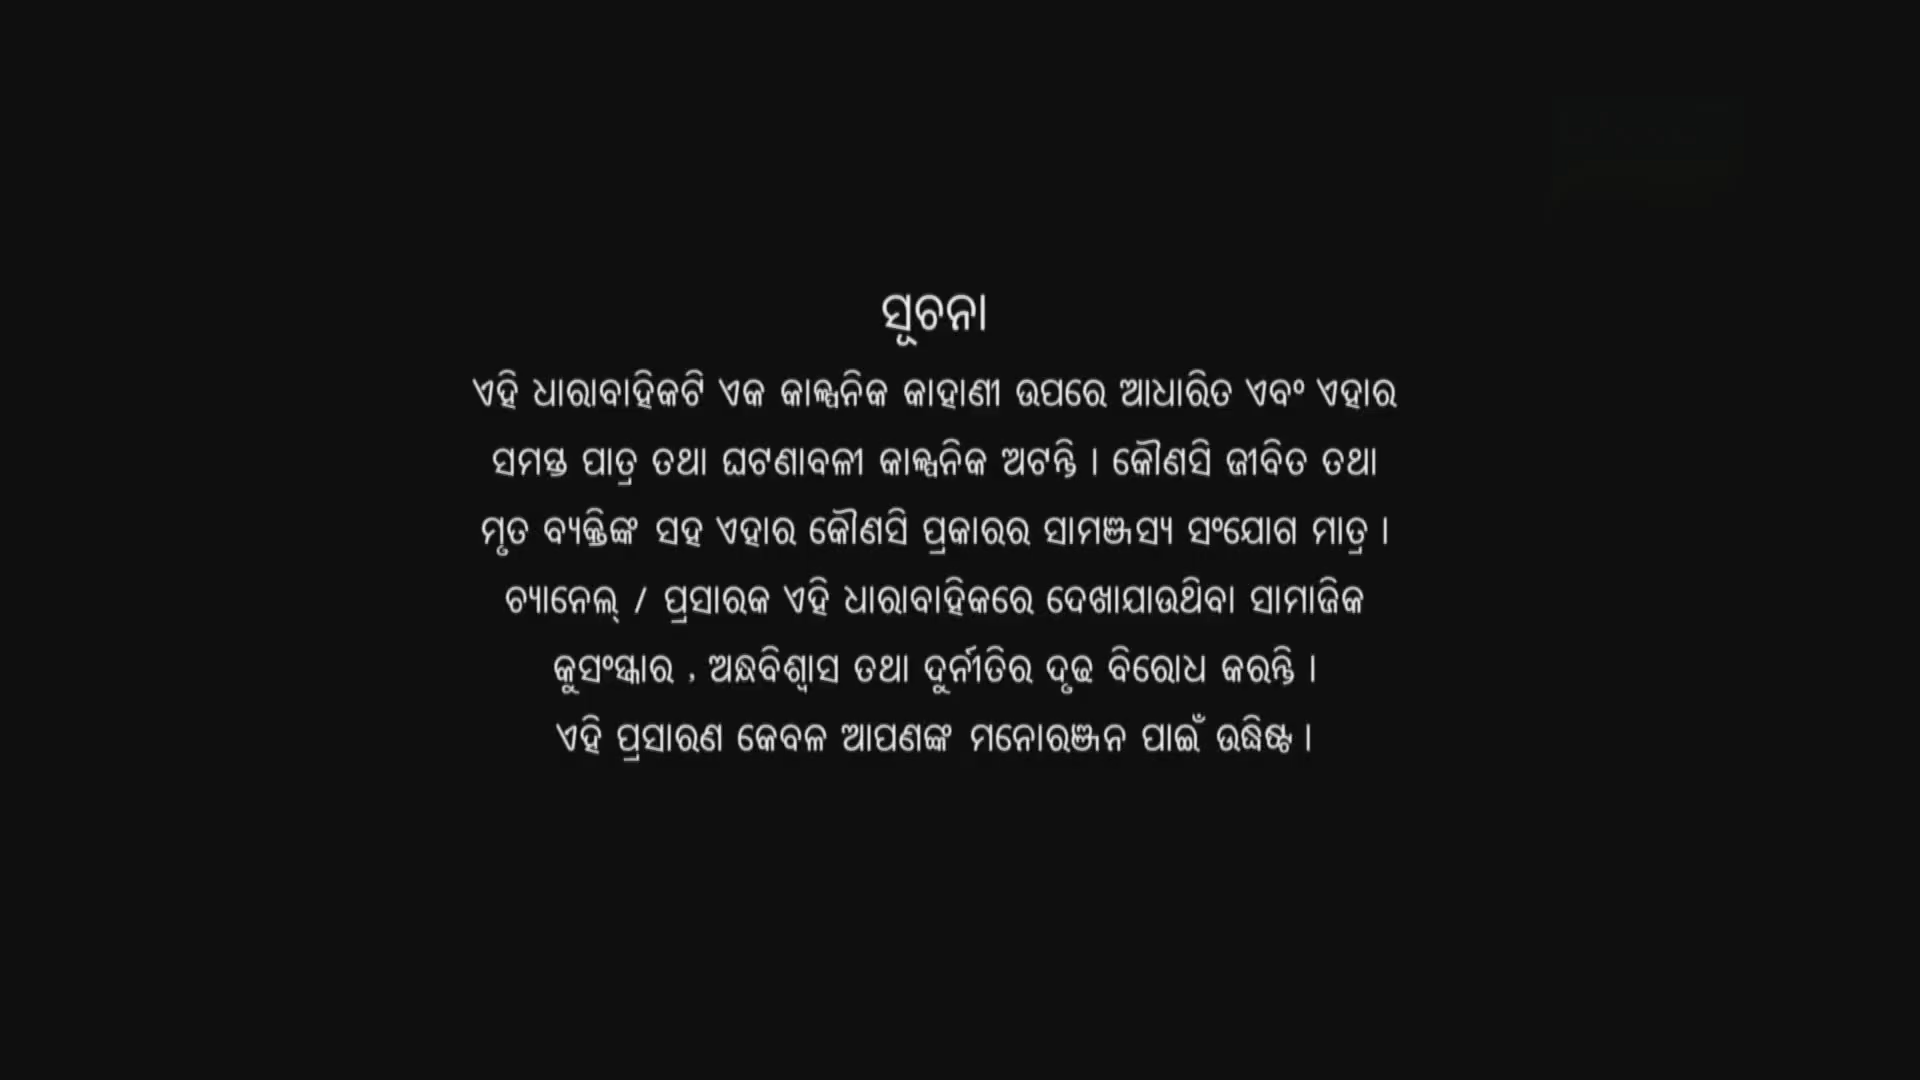 ସୂଚନା
ଏହି ଧାରାବାହିକଟି ଏକ କାଳ୍ପନିକ କାହାଣୀ ଉପରେ ଆଧାରିତ ଏବଂ ଏହାର
ସମସ୍ତ ପାତ୍ର ତଥା ଘଟଣାବଳୀ କାଳ୍ପନିକ ଅଟନ୍ତି । କୌଣସି ଜୀବିତ ତଥା
ମୃତ ବ୍ୟକ୍ତିଙ୍କ ସହ ଏହାର କୌଣସି ପ୍ରକାରର ସାମଞ୍ଜସ୍ୟ ସଂଯୋଗ ମାତ୍ର ।
ଚ୍ୟାନେଲ୍ / ପ୍ରସାରକ ଏହି ଧାରାବାହିକରେ ଦେଖାଯାଉଥିବା ସାମାଜିକ
କୁସଂସ୍କାର , ଅନ୍ଧବିଶ୍ୱାସ ତଥା ଦୁର୍ନୀତିର ଦୃଢ ବିରୋଧ କରନ୍ତି ।
ଏହି ପ୍ରସାରଣ କେବଳ ଆପଣଙ୍କ ମନୋରଞ୍ଜନ ପାଇଁ ଉଦ୍ଧିଷ୍ଟ ।